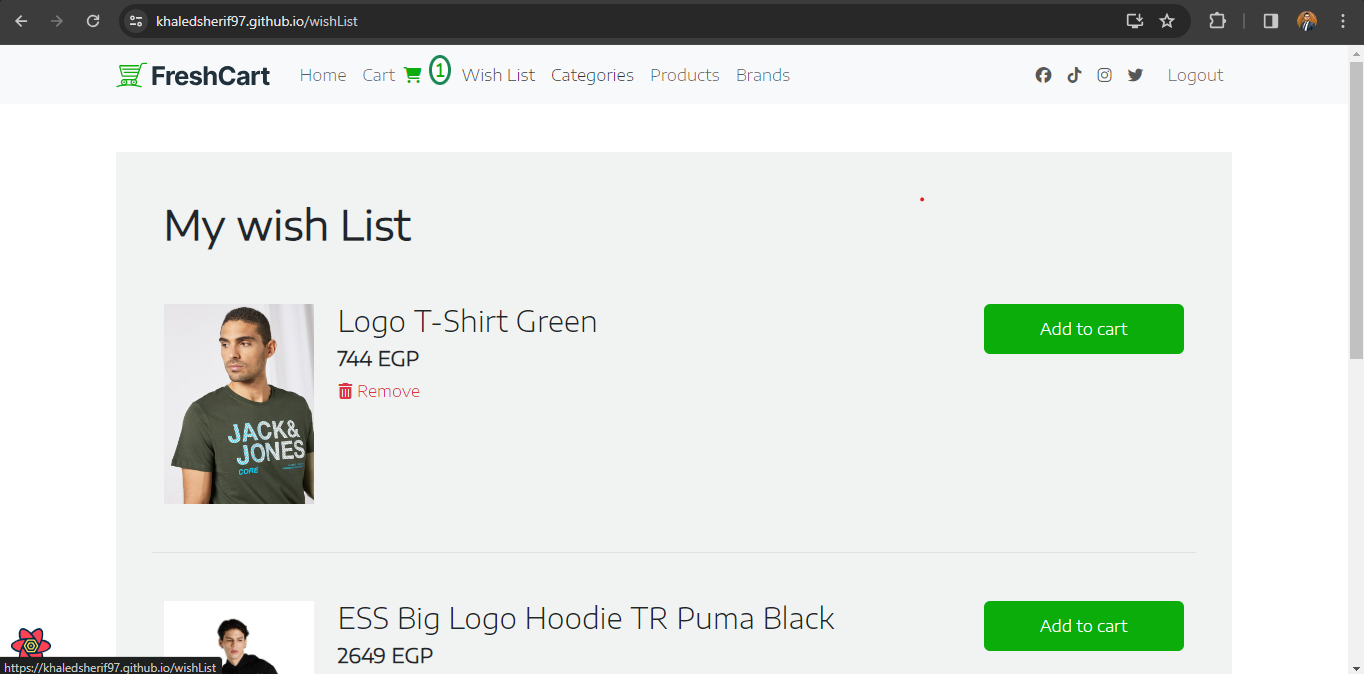 khaledsherif97.github.io/wishList
FreshCart Home Cart 1 Wish List Categories Products Brands Logout
My wish List
Logo T-Shirt Green
Add to cart
744 EGP
Remove
JACK&
JONES
CORE
ESS Big Logo Hoodie TR Puma Black
Add to cart
2649 EGP
https://khaledsherif97.github.io/wishList